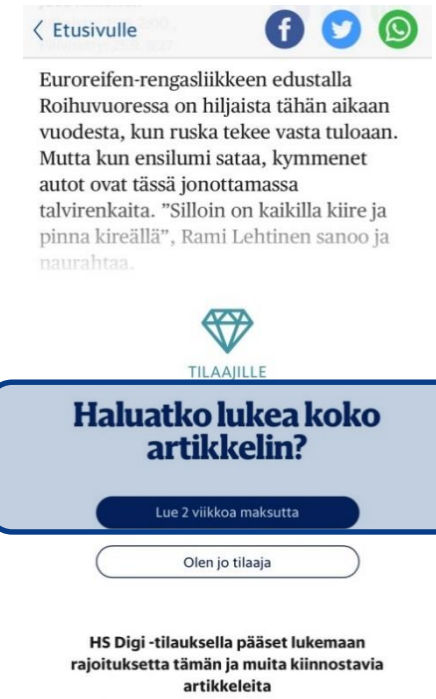 Etusivulle
Euroreifen-rengasliikkeen edustalla
Roihuvuoressa on hiljaista tähän aikaan
vuodesta, kun ruska tekee vasta tuloaan.
Mutta kun ensilumi sataa, kymmenet
autot ovat tässä jonottamassa
talvirenkaita. ”Silloin on kaikilla kiire ja
pinna kireällä”, Rami Lehtinen sanoo ja
naurahtaa.
TILAAJILLE
Haluatko lukea koko
artikkelin?
Lue 2 viikkoa maksutta
Olen jo tilaaja
HS Digi -tilauksella pääset lukemaan
rajoituksetta tämän ja muita kiinnostavia
artikkeleita